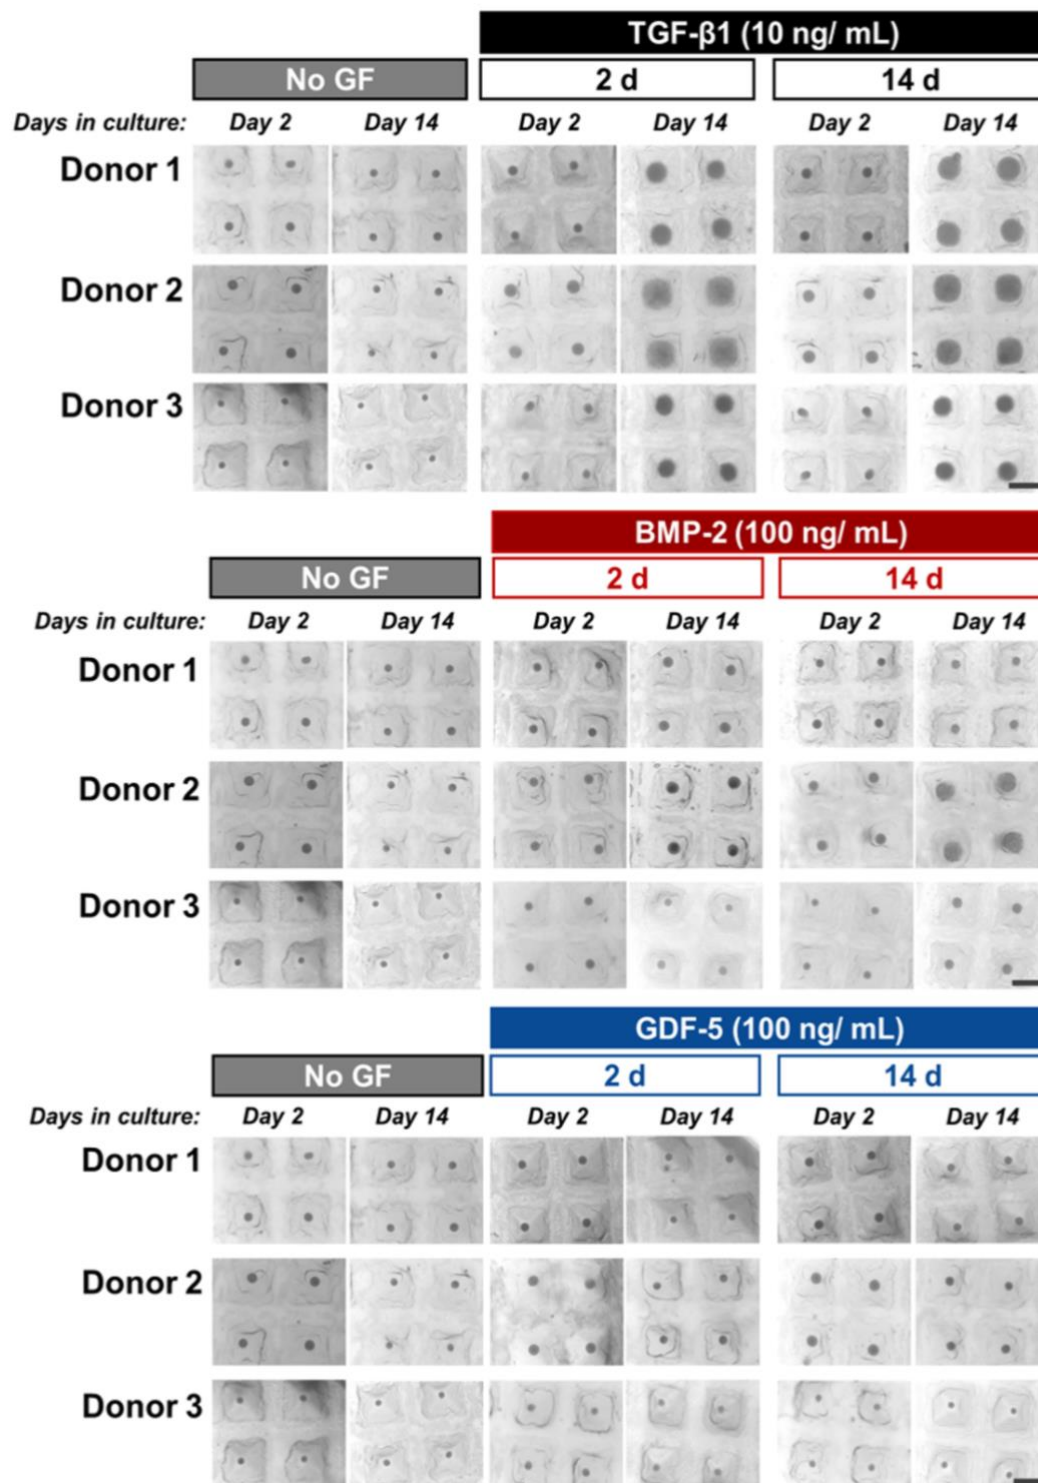 TGF-β1 (10 ng/ mL)
No GF 2 d 14 d
Days in culture: Day 2 Day 14 Day 2 Day 14 Day 2 Day 14
Donor 1
Donor 2
Donor 3
BMP-2 (100 ng/ mL)
No GF 2 d 14 d
Days in culture: Day 2 Day 14 Day 2 Day 14 Day 2 Day 14
Donor 1
Donor 2
Donor 3
GDF-5 (100 ng/ mL)
No GF 2 d 14 d
Days in culture: Day 2 Day 14 Day 2 Day 14 Day 2 Day 14
Donor 1
Donor 2
Donor 3